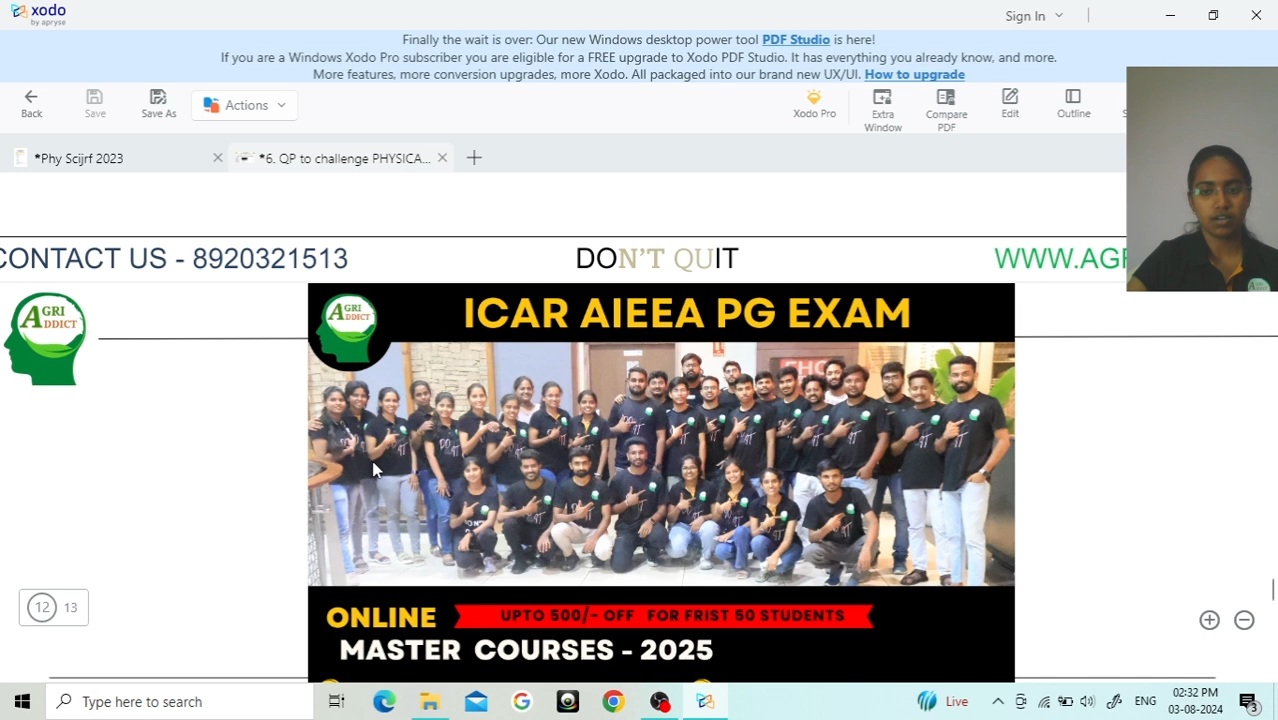 xodo
by apryse
Sign In
Finally the wait is over: Our new Windows desktop power tool PDF Studio is here!
If you are a Windows Xodo Pro subscriber you are eligible for a FREE upgrade to Xodo PDF Studio. It has everything you already know, and more.
More features, more conversion upgrades, more Xodo. All packaged into our brand new UX/UI. How to upgrade
Back
Save
Save As
Actions
Xodo Pro
Extra Window
Compare PDF
Edit
Outline
*Phy Scijrf 2023
*6. QP to challenge PHYSICA...
CONTACT US - 8920321513
DON'T QUIT
WWW.AGR
AGRI
ADDICT
AGRI
ADDICT
ICAR AIEEA PG EXAM
ONLINE
UPTO 500/- OFF FOR FRIST 50 STUDENTS
MASTER COURSES - 2025
12 13
Type here to search
Live
ENG
02:32 PM
03-08-2024
3